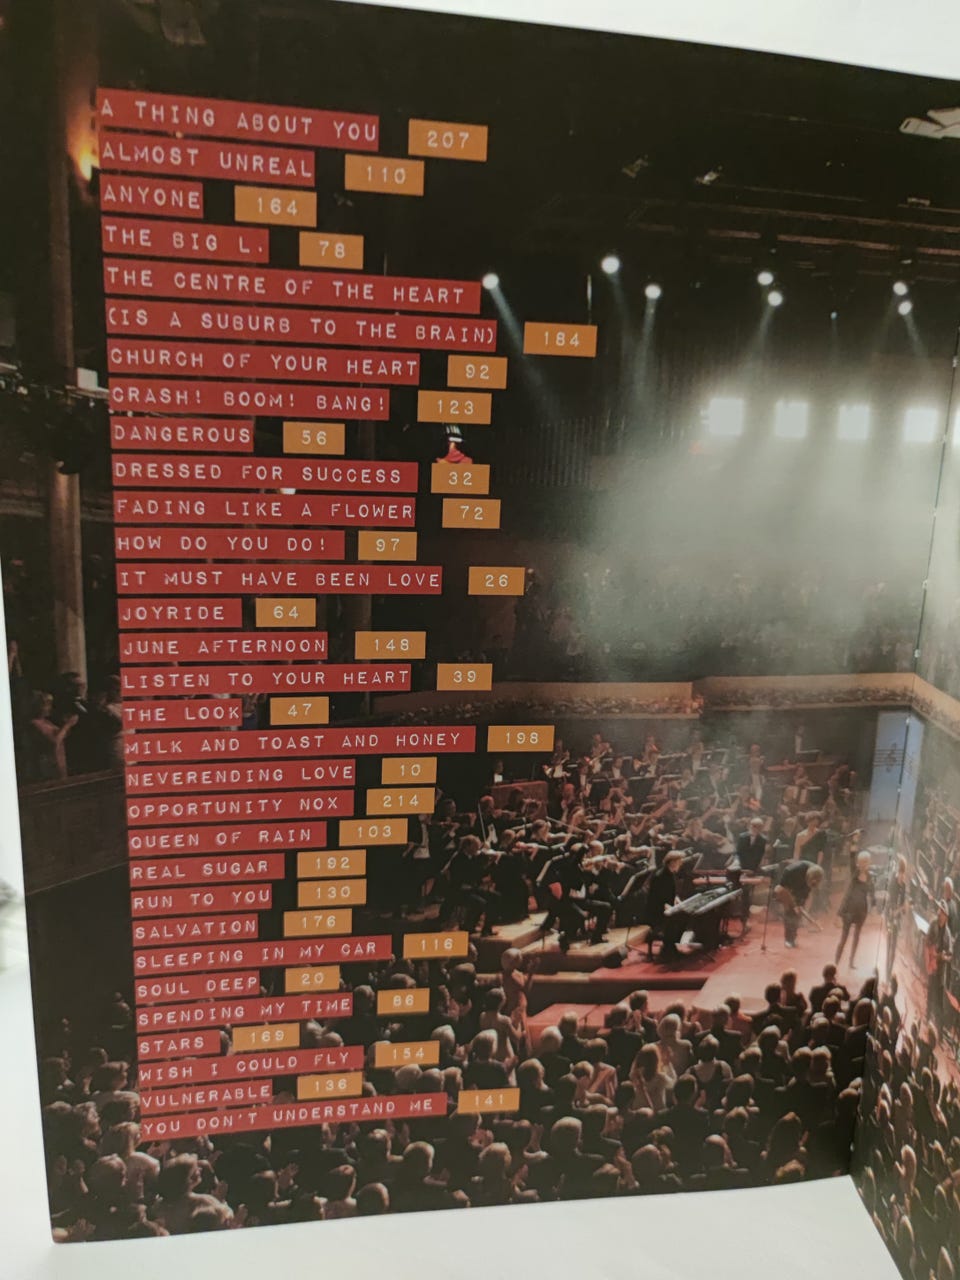 A THING ABOUT YOU 207
ALMOST UNREAL 110
ANYONE 164
THE BIG L. 78
THE CENTRE OF THE HEART
(IS A SUBURB TO THE BRAIN) 184
CHURCH OF YOUR HEART 92
CRASH! BOOM! BANG! 123
DANGEROUS 56
DRESSED FOR SUCCESS 32
FADING LIKE A FLOWER 72
HOW DO YOU DO! 97
IT MUST HAVE BEEN LOVE 26
JOYRIDE 64
JUNE AFTERNOON 148
LISTEN TO YOUR HEART 39
THE LOOK 47
MILK AND TOAST AND HONEY 198
NEVERENDING LOVE 10
OPPORTUNITY NOX 214
QUEEN OF RAIN 103
REAL SUGAR 192
RUN TO YOU 130
SALVATION 176
SLEEPING IN MY CAR 116
SOUL DEEP 20
SPENDING MY TIME 86
STARS 169
WISH I COULD FLY 154
VULNERABLE 136
YOU DON'T UNDERSTAND ME 141